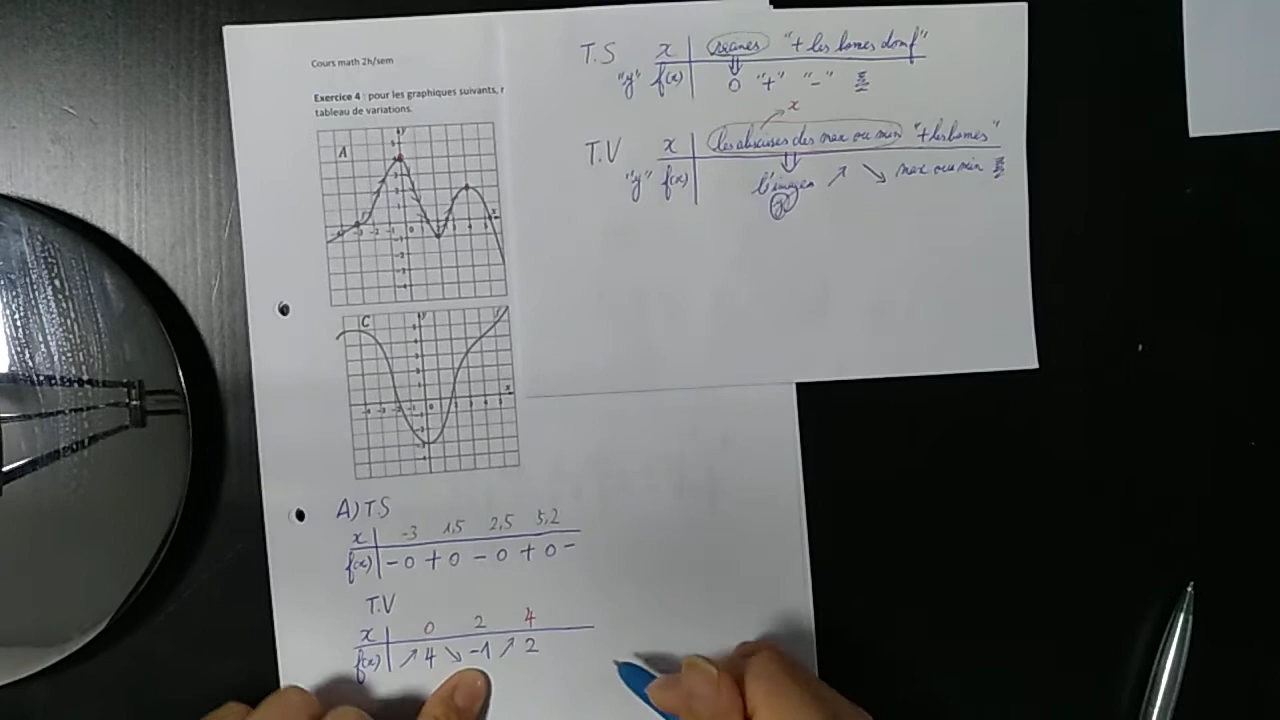 Cours math 2h/sem
Exercice 4 : pour les graphiques suivants,
tableau de variations.
T.S x racines "+ les bornes domf"
"y" f(x) 0 "+" "-"
x
T.V x les abscisses des max ou min "+ les bornes"
"y" f(x) l'images ↗ ↘ max ou min
A
y
x
C
y
x
A) T.S
x -3 1,5 2,5 5,2
f(x) - 0 + 0 - 0 + 0 -
T.V
x 0 2 4
f(x) ↗ 4 ↘ -1 ↗ 2